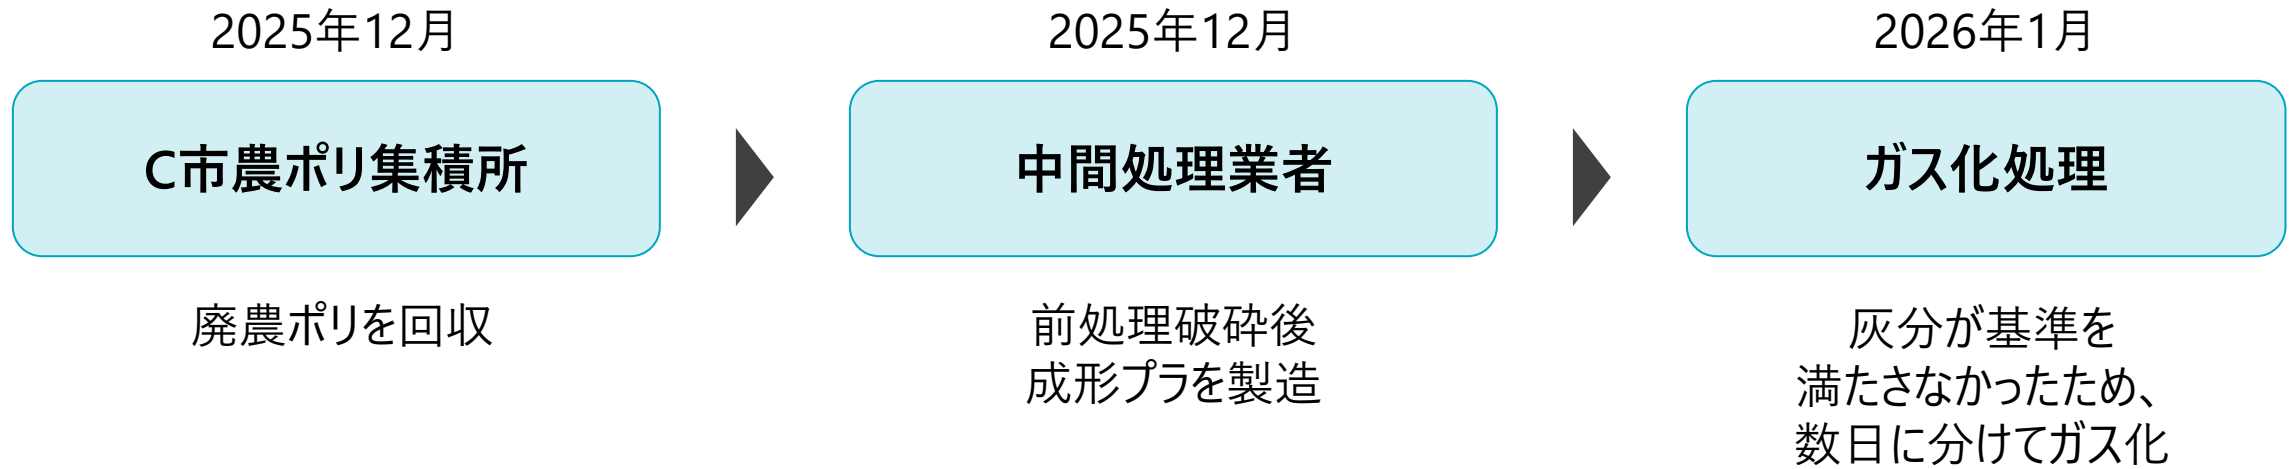 2025年12月
C市農ポリ集積所
廃農ポリを回収
2025年12月
中間処理業者
前処理破砕後
成形プラを製造
2026年1月
ガス化処理
灰分が基準を
満たさなかったため、
数日に分けてガス化